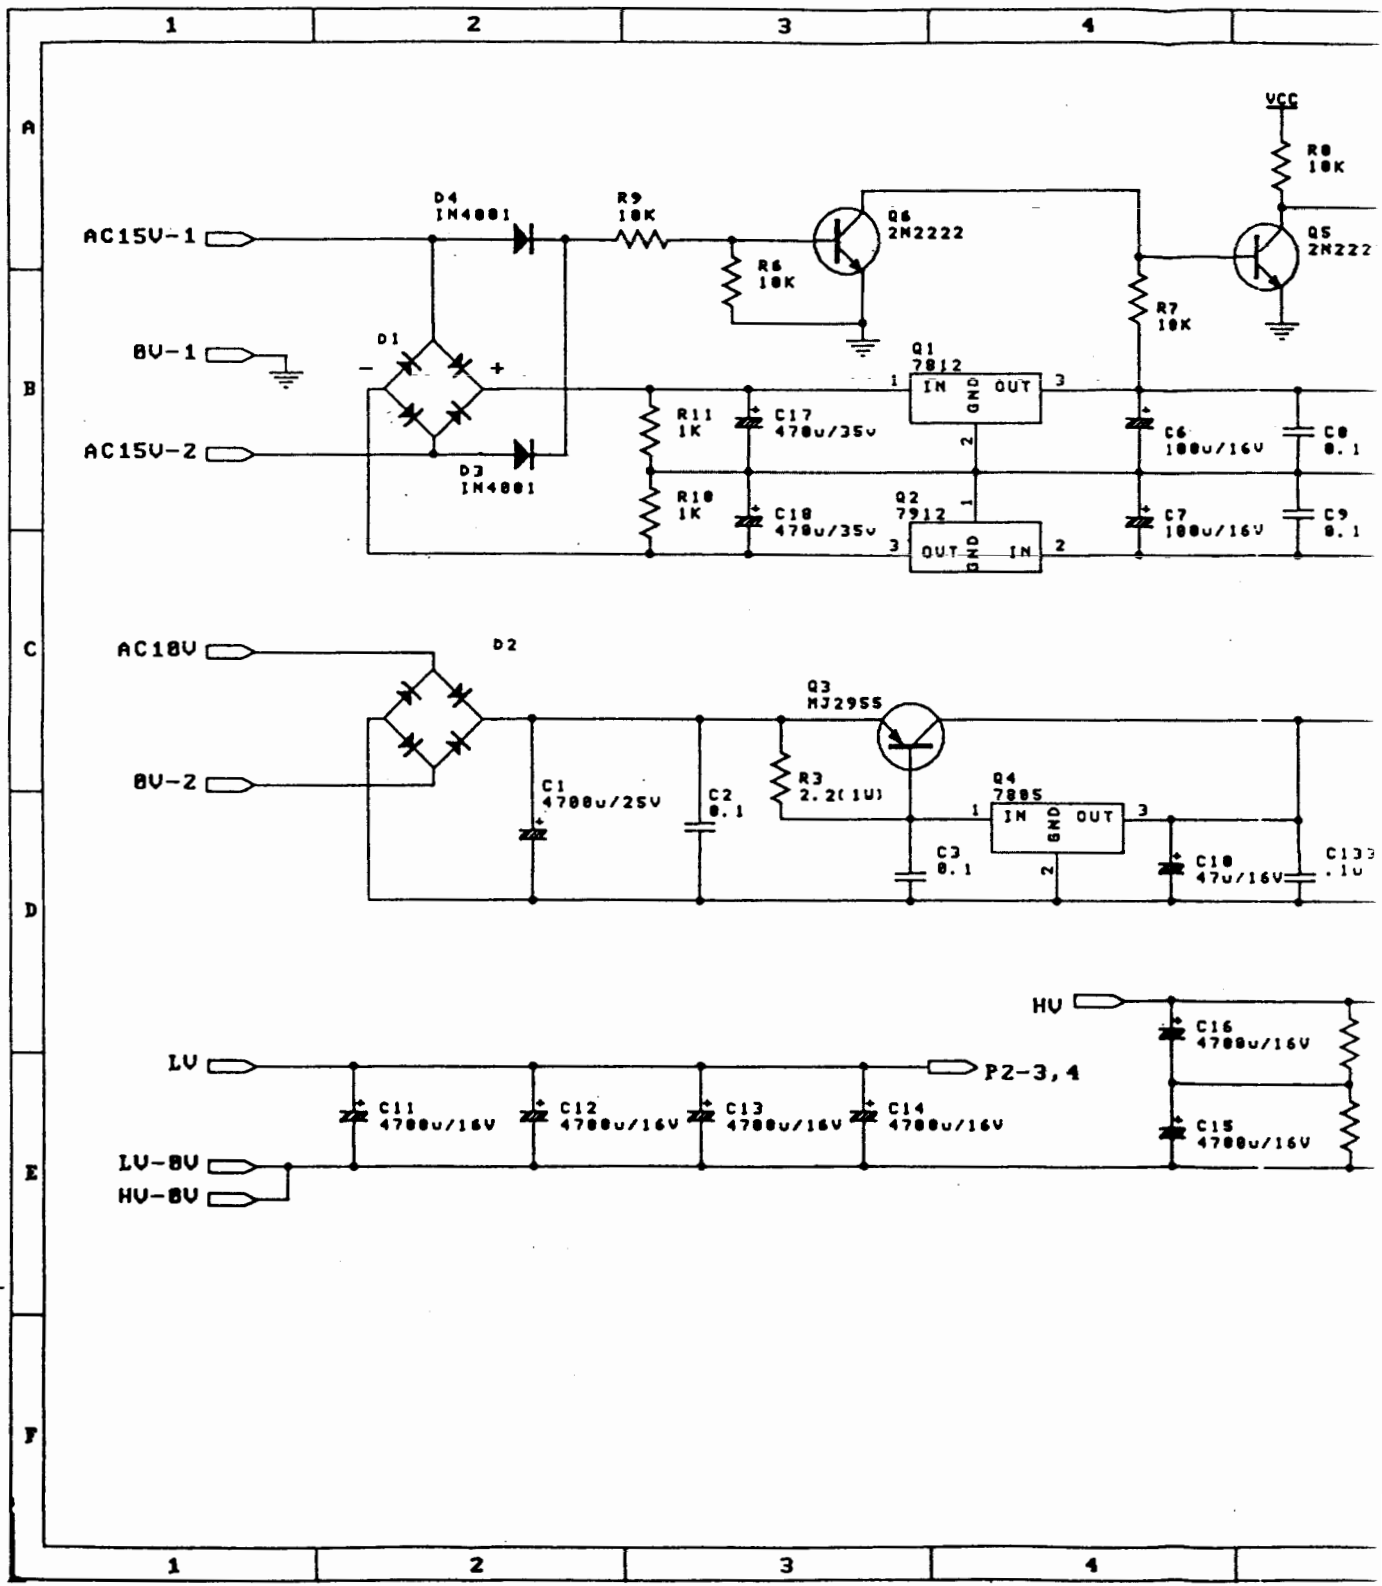 1 2 3 4
A
VCC
R8
10K
D4
IN4001
R9
10K
Q6
2N2222
AC15V-1
Q5
2N222
R6
10K
R7
10K
0V-1
D1
- +
Q1
7812
B
1 IN GND OUT 3
2
R11
1K
C17
470u/35v
C6
100u/16V
C8
0.1
AC15V-2
D3
IN4001
R10
1K
C18
470u/35v
Q2
7912
1
C7
100u/16V
C9
0.1
3 OUT GND IN 2
C
AC10V
D2
Q3
MJ2955
0V-2
C1
4700u/25V
C2
0.1
R3
2.2(1W)
Q4
7805
1 IN GND OUT 3
2
C3
0.1
C10
47u/16V
C133
.1u
D
HV
C16
4700u/16V
LV
P2-3,4
C11
4700u/16V
C12
4700u/16V
C13
4700u/16V
C14
4700u/16V
C15
4700u/16V
LV-0V
E
HV-0V
F
1 2 3 4